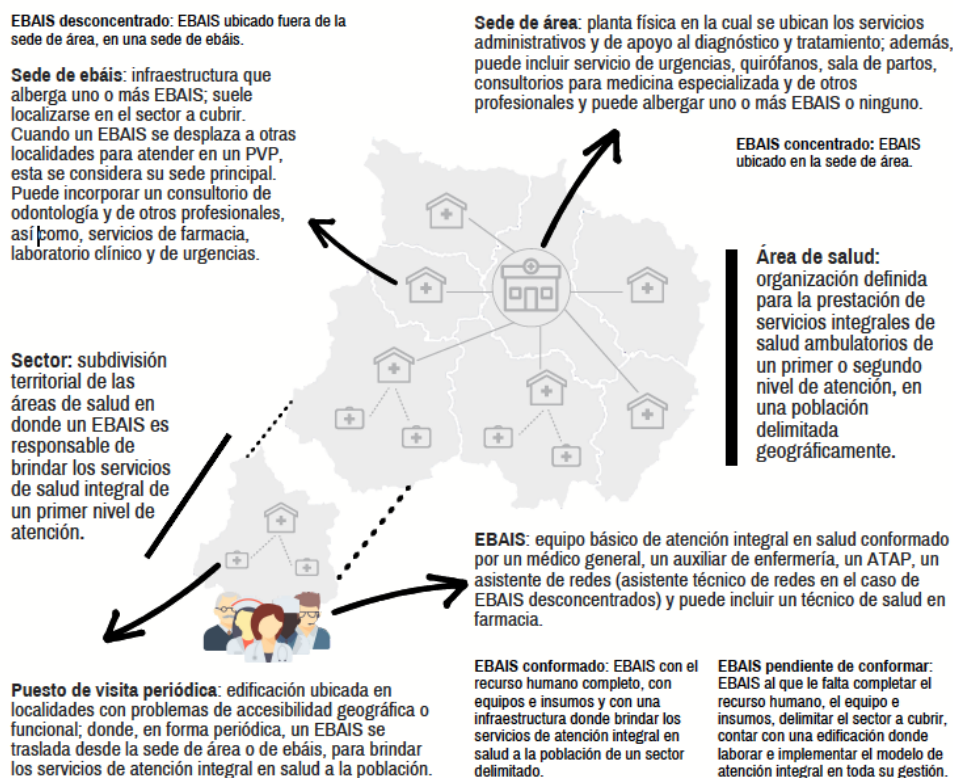 EBAIS desconcentrado: EBAIS ubicado fuera de la
sede de área, en una sede de ebáis.
Sede de ebáis: infraestructura que
alberga uno o más EBAIS; suele
localizarse en el sector a cubrir.
Cuando un EBAIS se desplaza a otras
localidades para atender en un PVP,
esta se considera su sede principal.
Puede incorporar un consultorio de
odontología y de otros profesionales,
así como, servicios de farmacia,
laboratorio clínico y de urgencias.
Sede de área: planta física en la cual se ubican los servicios
administrativos y de apoyo al diagnóstico y tratamiento; además,
puede incluir servicio de urgencias, quirófanos, sala de partos,
consultorios para medicina especializada y de otros
profesionales y puede albergar uno o más EBAIS o ninguno.
EBAIS concentrado: EBAIS
ubicado en la sede de área.
Área de salud:
organización definida
para la prestación de
servicios integrales de
salud ambulatorios de
un primer o segundo
nivel de atención, en
una población
delimitada
geográficamente.
Sector: subdivisión
territorial de las
áreas de salud en
donde un EBAIS es
responsable de
brindar los servicios
de salud integral de
un primer nivel de
atención.
EBAIS: equipo básico de atención integral en salud conformado
por un médico general, un auxiliar de enfermería, un ATAP, un
asistente de redes (asistente técnico de redes en el caso de
EBAIS desconcentrados) y puede incluir un técnico de salud en
farmacia.
Puesto de visita periódica: edificación ubicada en
localidades con problemas de accesibilidad geográfica o
funcional; donde, en forma periódica, un EBAIS se
traslada desde la sede de área o de ebáis, para brindar
los servicios de atención integral en salud a la población.
EBAIS conformado: EBAIS con el
recurso humano completo, con
equipos e insumos y con una
infraestructura donde brindar los
servicios de atención integral en
salud a la población de un sector
delimitado.
EBAIS pendiente de conformar:
EBAIS al que le falta completar el
recurso humano, el equipo e
insumos, delimitar el sector a cubrir,
contar con una edificación donde
laborar e implementar el modelo de
atención integral en toda su gestión.